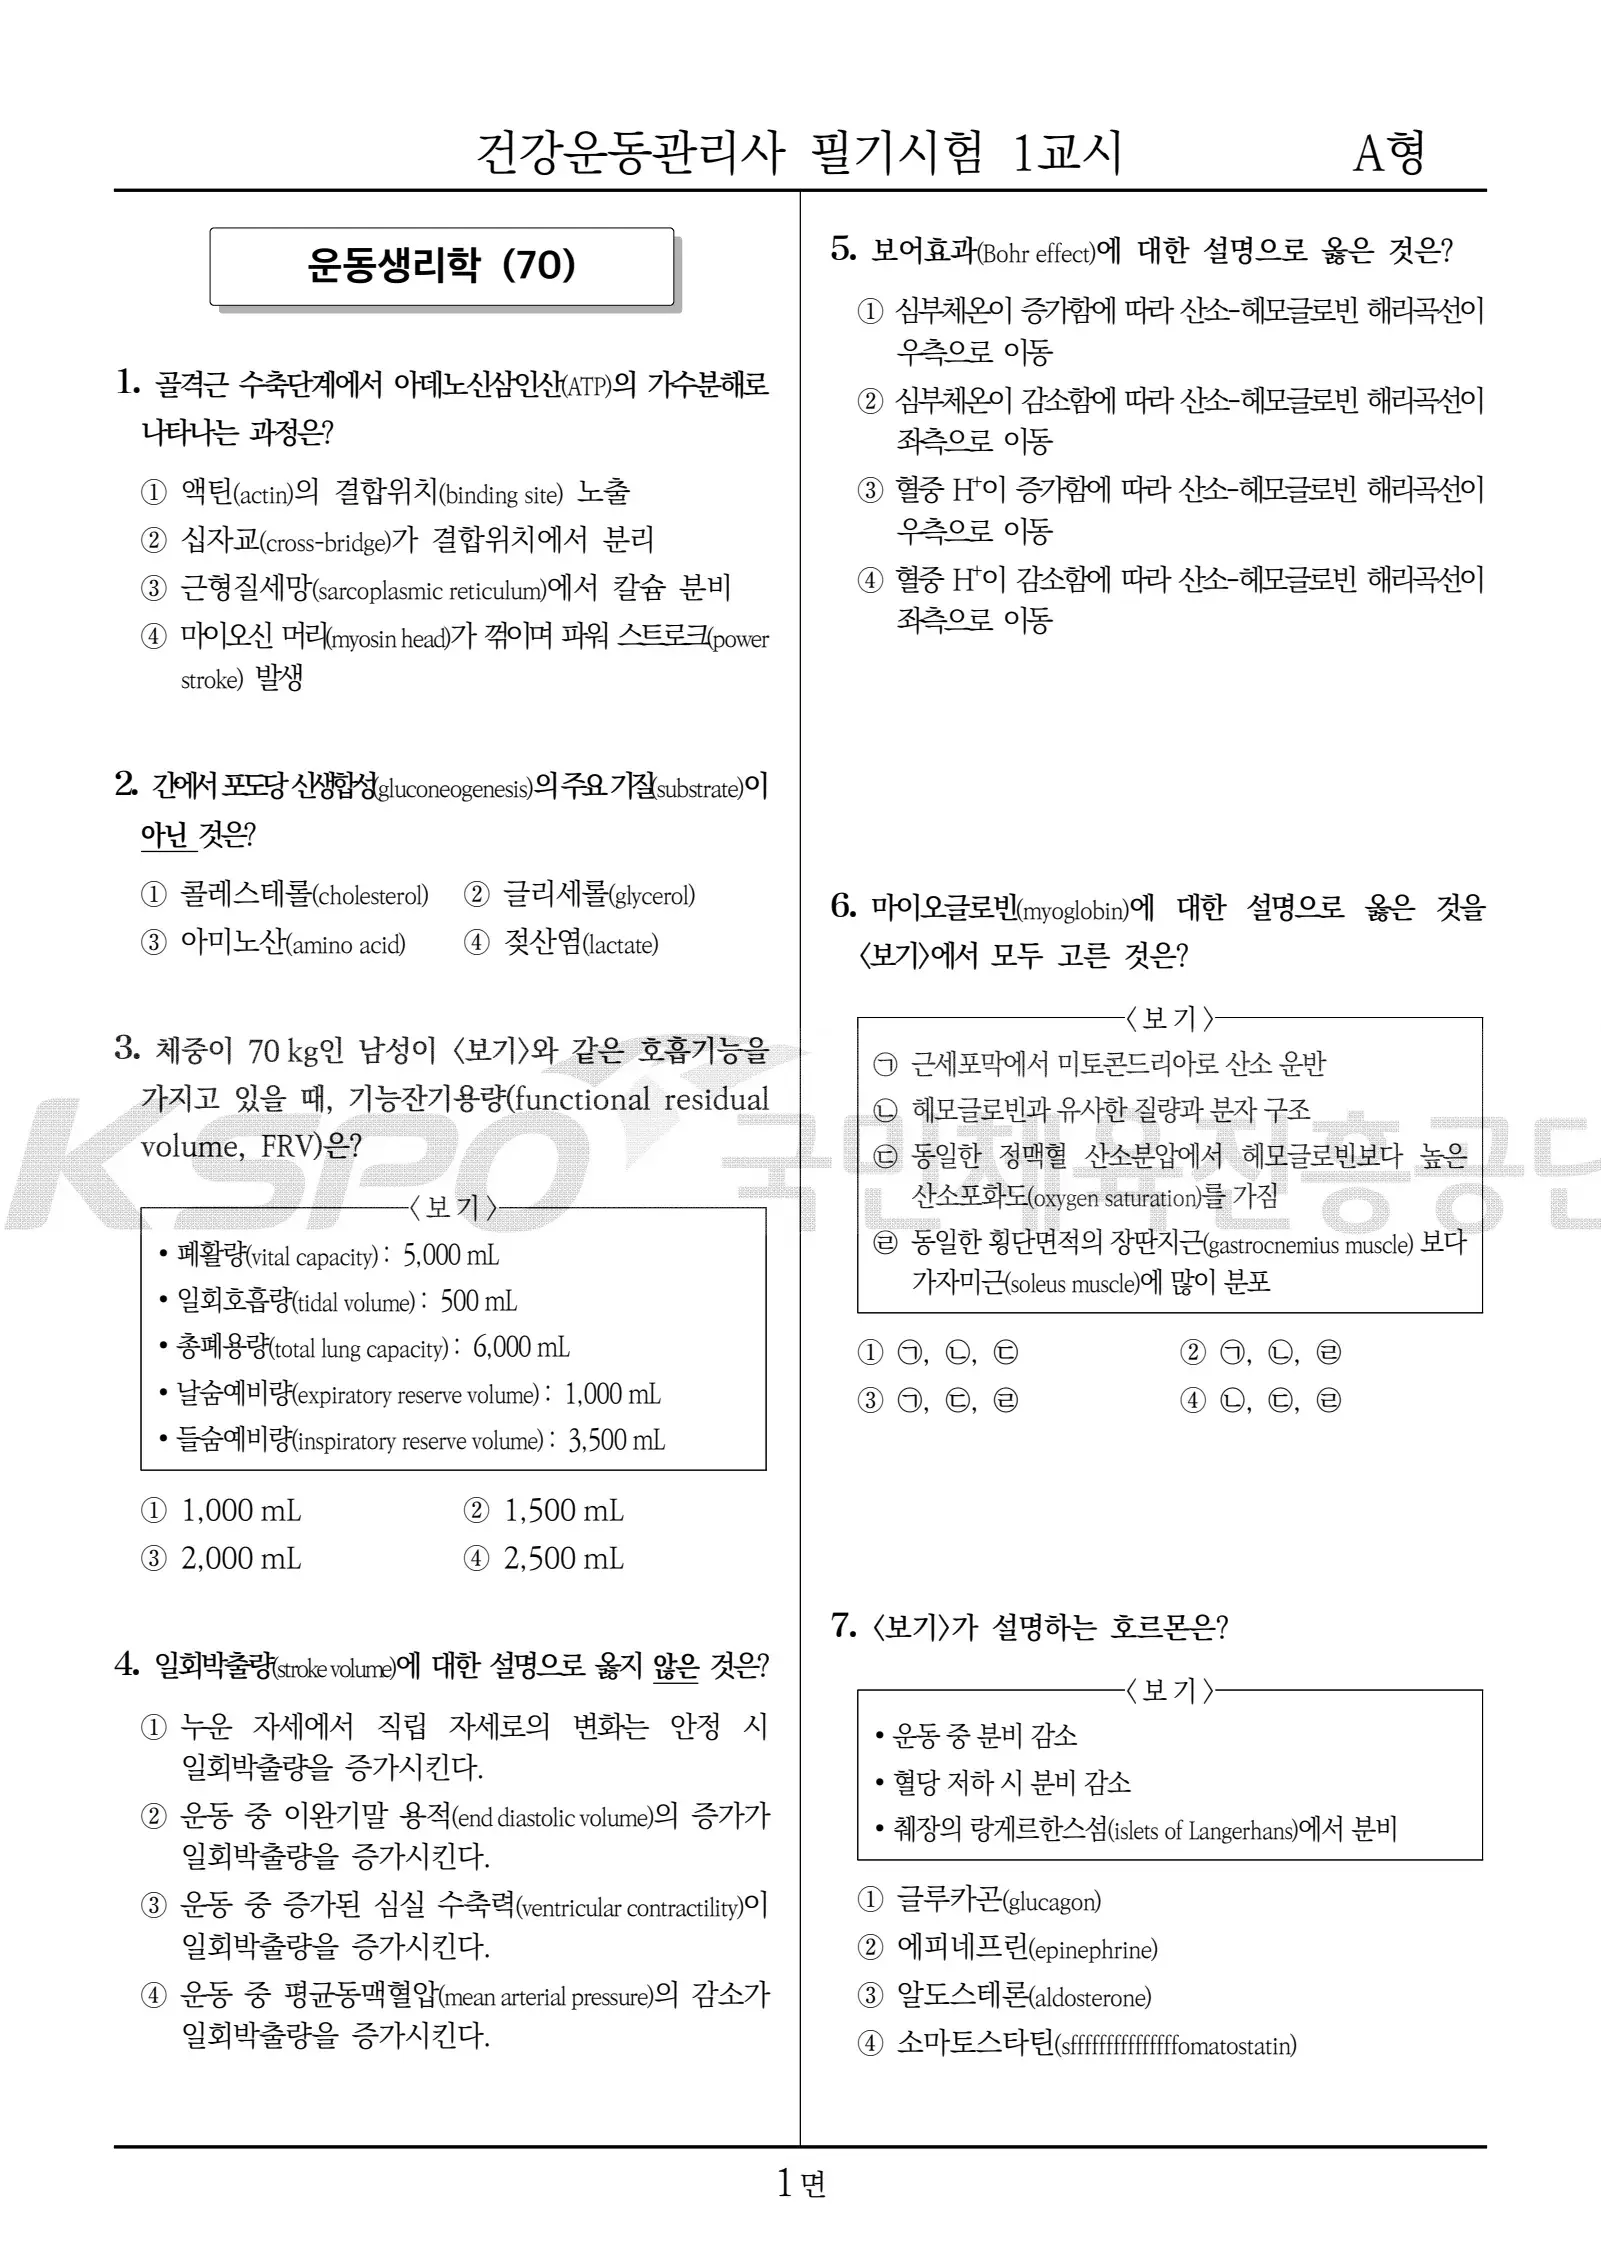 건강운동관리사 필기시험 1교시 A형
운동생리학 (70)
1. 골격근 수축단계에서 아데노신삼인산(ATP)의 가수분해로
나타나는 과정은?
① 액틴(actin)의 결합위치(binding site) 노출
② 십자교(cross-bridge)가 결합위치에서 분리
③ 근형질세망(sarcoplasmic reticulum)에서 칼슘 분비
④ 마이오신 머리(myosin head)가 꺾이며 파워 스트로크(power
stroke) 발생
2. 간에서 포도당 신생합성(gluconeogenesis)의 주요 기질(substrate)이
아닌 것은?
① 콜레스테롤(cholesterol) ② 글리세롤(glycerol)
③ 아미노산(amino acid) ④ 젖산염(lactate)
3. 체중이 70 kg인 남성이 〈보기〉와 같은 호흡기능을
가지고 있을 때, 기능잔기용량(functional residual
volume, FRV)은?
〈보기〉
• 폐활량(vital capacity) : 5,000 mL
• 일회호흡량(tidal volume) : 500 mL
• 총폐용량(total lung capacity) : 6,000 mL
• 날숨예비량(expiratory reserve volume) : 1,000 mL
• 들숨예비량(inspiratory reserve volume) : 3,500 mL
① 1,000 mL ② 1,500 mL
③ 2,000 mL ④ 2,500 mL
4. 일회박출량(stroke volume)에 대한 설명으로 옳지 않은 것은?
① 누운 자세에서 직립 자세로의 변화는 안정 시
일회박출량을 증가시킨다.
② 운동 중 이완기말 용적(end diastolic volume)의 증가가
일회박출량을 증가시킨다.
③ 운동 중 증가된 심실 수축력(ventricular contractility)이
일회박출량을 증가시킨다.
④ 운동 중 평균동맥혈압(mean arterial pressure)의 감소가
일회박출량을 증가시킨다.
5. 보어효과(Bohr effect)에 대한 설명으로 옳은 것은?
① 심부체온이 증가함에 따라 산소-헤모글로빈 해리곡선이
우측으로 이동
② 심부체온이 감소함에 따라 산소-헤모글로빈 해리곡선이
좌측으로 이동
③ 혈중 H⁺이 증가함에 따라 산소-헤모글로빈 해리곡선이
우측으로 이동
④ 혈중 H⁺이 감소함에 따라 산소-헤모글로빈 해리곡선이
좌측으로 이동
6. 마이오글로빈(myoglobin)에 대한 설명으로 옳은 것을
〈보기〉에서 모두 고른 것은?
〈보기〉
㉠ 근세포막에서 미토콘드리아로 산소 운반
㉡ 헤모글로빈과 유사한 질량과 분자 구조
㉢ 동일한 정맥혈 산소분압에서 헤모글로빈보다 높은
산소포화도(oxygen saturation)를 가짐
㉣ 동일한 횡단면적의 장딴지근(gastrocnemius muscle) 보다
가자미근(soleus muscle)에 많이 분포
① ㉠, ㉡, ㉢ ② ㉠, ㉡, ㉣
③ ㉠, ㉢, ㉣ ④ ㉡, ㉢, ㉣
7. 〈보기〉가 설명하는 호르몬은?
〈보기〉
• 운동 중 분비 감소
• 혈당 저하 시 분비 감소
• 췌장의 랑게르한스섬(islets of Langerhans)에서 분비
① 글루카곤(glucagon)
② 에피네프린(epinephrine)
③ 알도스테론(aldosterone)
④ 소마토스타틴(sfffffffffffffffomatostatin)
KSPO 국민체육진흥공단
1 면